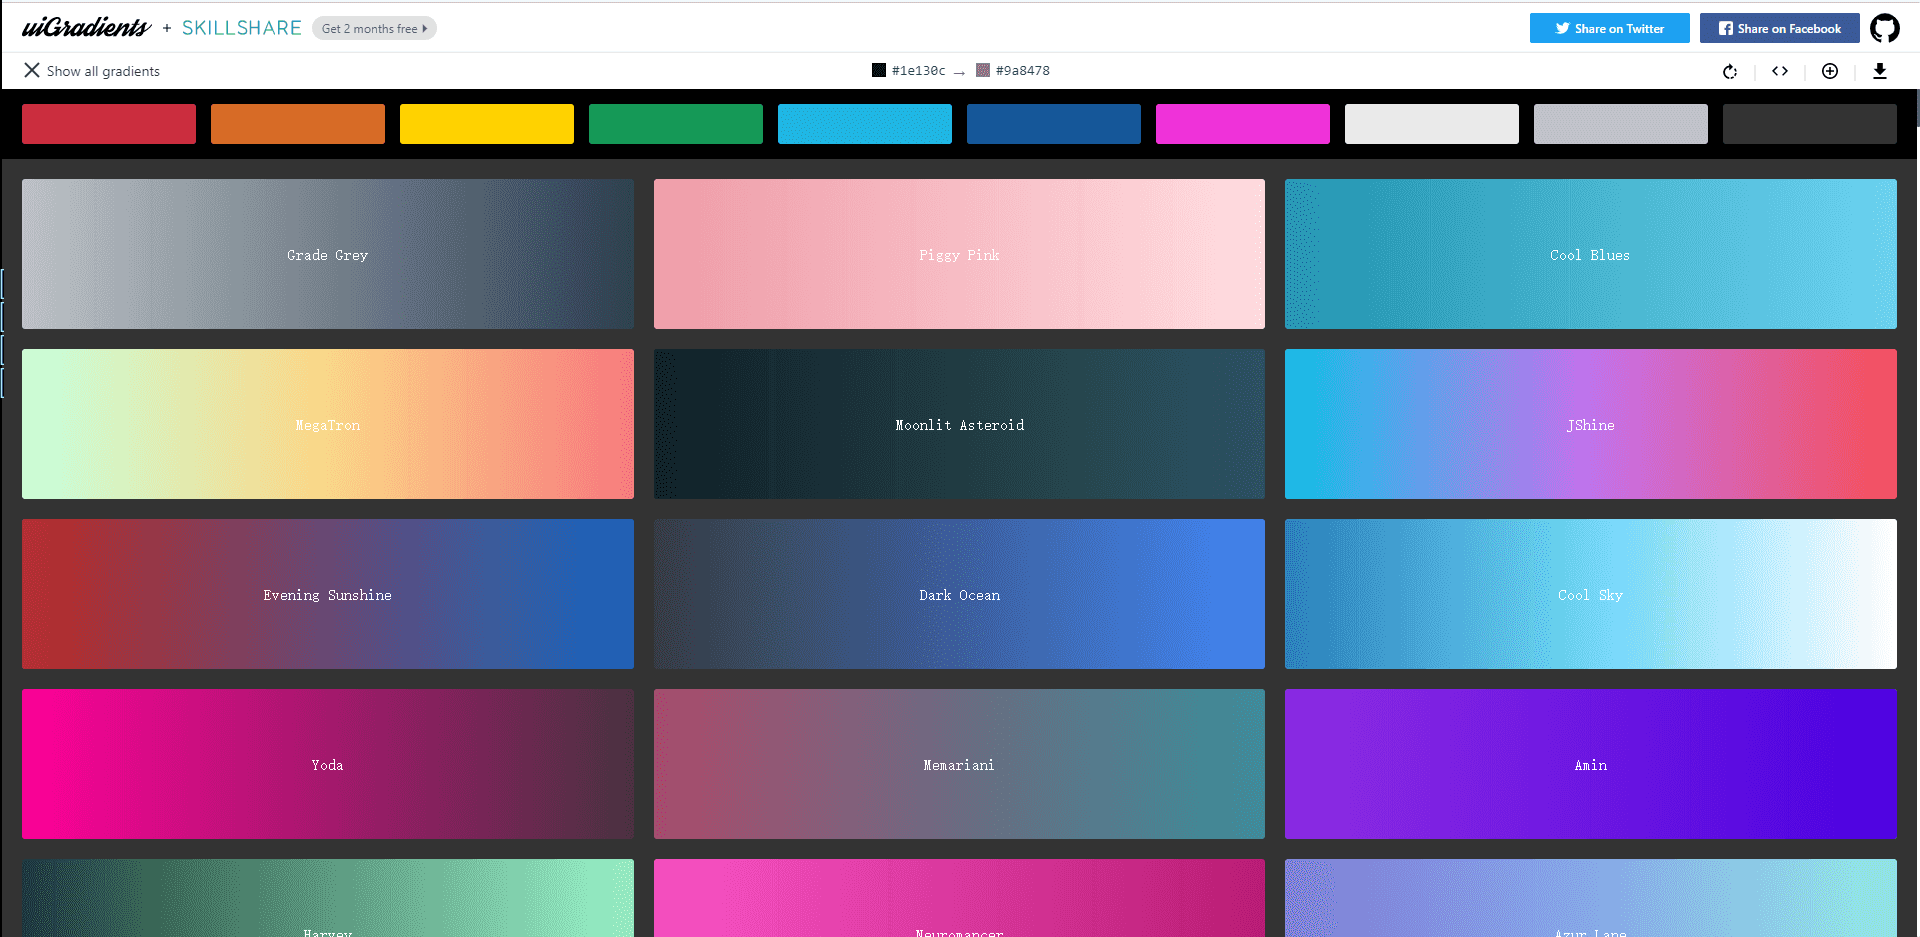 uiGradients + SKILLSHARE Get 2 months free
Share on Twitter
Share on Facebook
Show all gradients
#1e130c → #9a8478
Grade Grey
Piggy Pink
Cool Blues
MegaTron
Moonlit Asteroid
JShine
Evening Sunshine
Dark Ocean
Cool Sky
Yoda
Memariani
Amin
Harvey
Neuromancer
Azur Lane